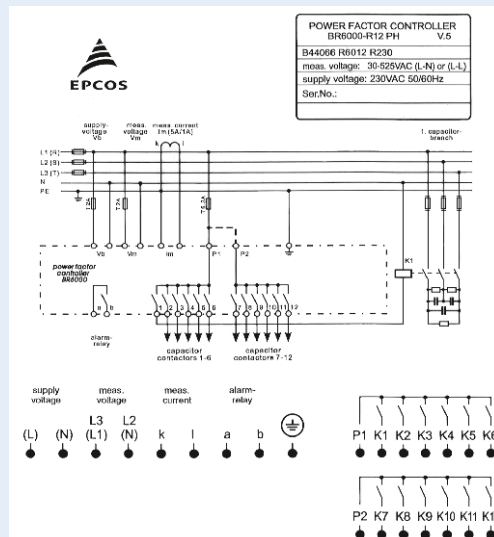 POWER FACTOR CONTROLLER
BR6000-R12 PH V.5
B44066 R6012 R230
meas. voltage: 30-525VAC (L-N) or (L-L)
supply voltage: 230VAC 50/60Hz
Ser.No.:
EPCOS
supply-
voltage
Vb
meas.
voltage
Vm
meas. current
Im [5A/1A]
k l
1. capacitor-
branch
L1 (R)
L2 (S)
L3 (T)
N
PE
Vb Vm Im P1 P2
K1
power factor
controller
BR6000
a b
1 2 3 4 5 6 7 8 9 10 11 12
alarm-
relay
capacitor
contactors 1-6
capacitor
contactors 7-12
supply
voltage
meas.
voltage
meas.
current
alarm-
relay
L3 L2
(L) (N) (L1) (N) k l a b
P1 K1 K2 K3 K4 K5 K6
P2 K7 K8 K9 K10 K11 K1